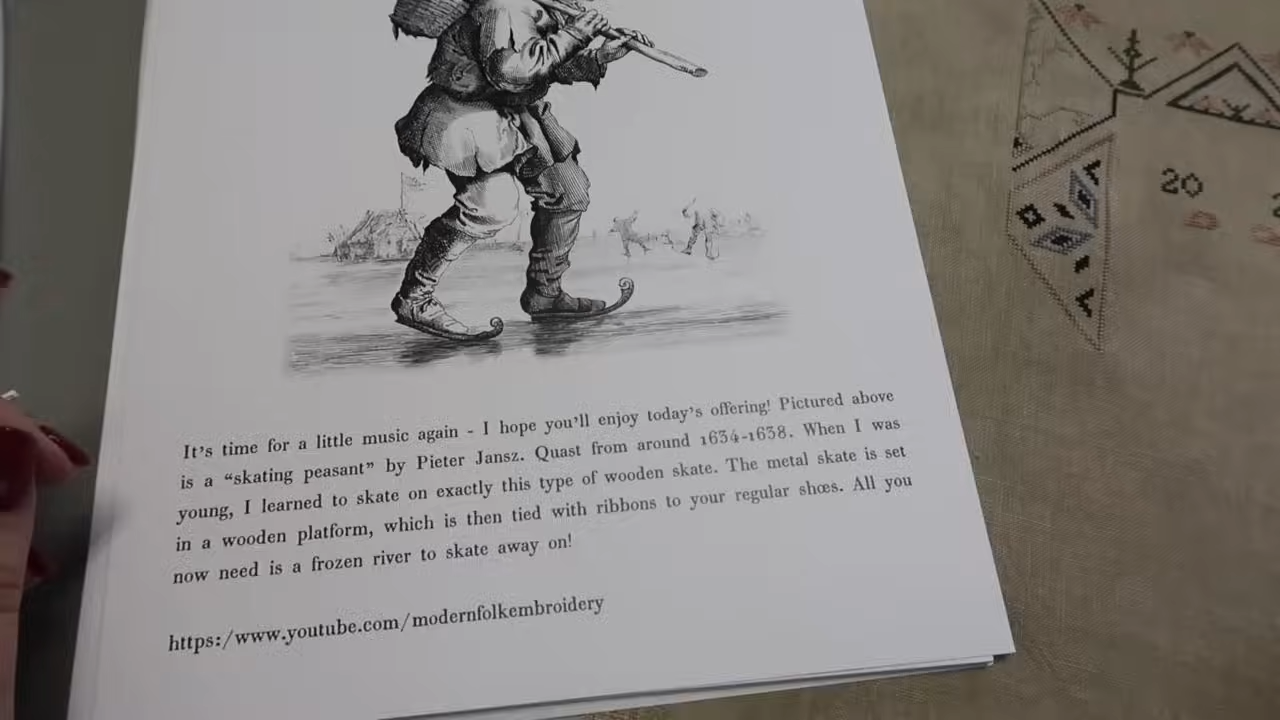 It's time for a little music again - I hope you'll enjoy today's offering! Pictured above
is a “skating peasant” by Pieter Jansz. Quast from around 1634-1638. When I was
young, I learned to skate on exactly this type of wooden skate. The metal skate is set
in a wooden platform, which is then tied with ribbons to your regular shœs. All you
now need is a frozen river to skate away on!
https:/www.youtube.com/modernfolkembroidery
20